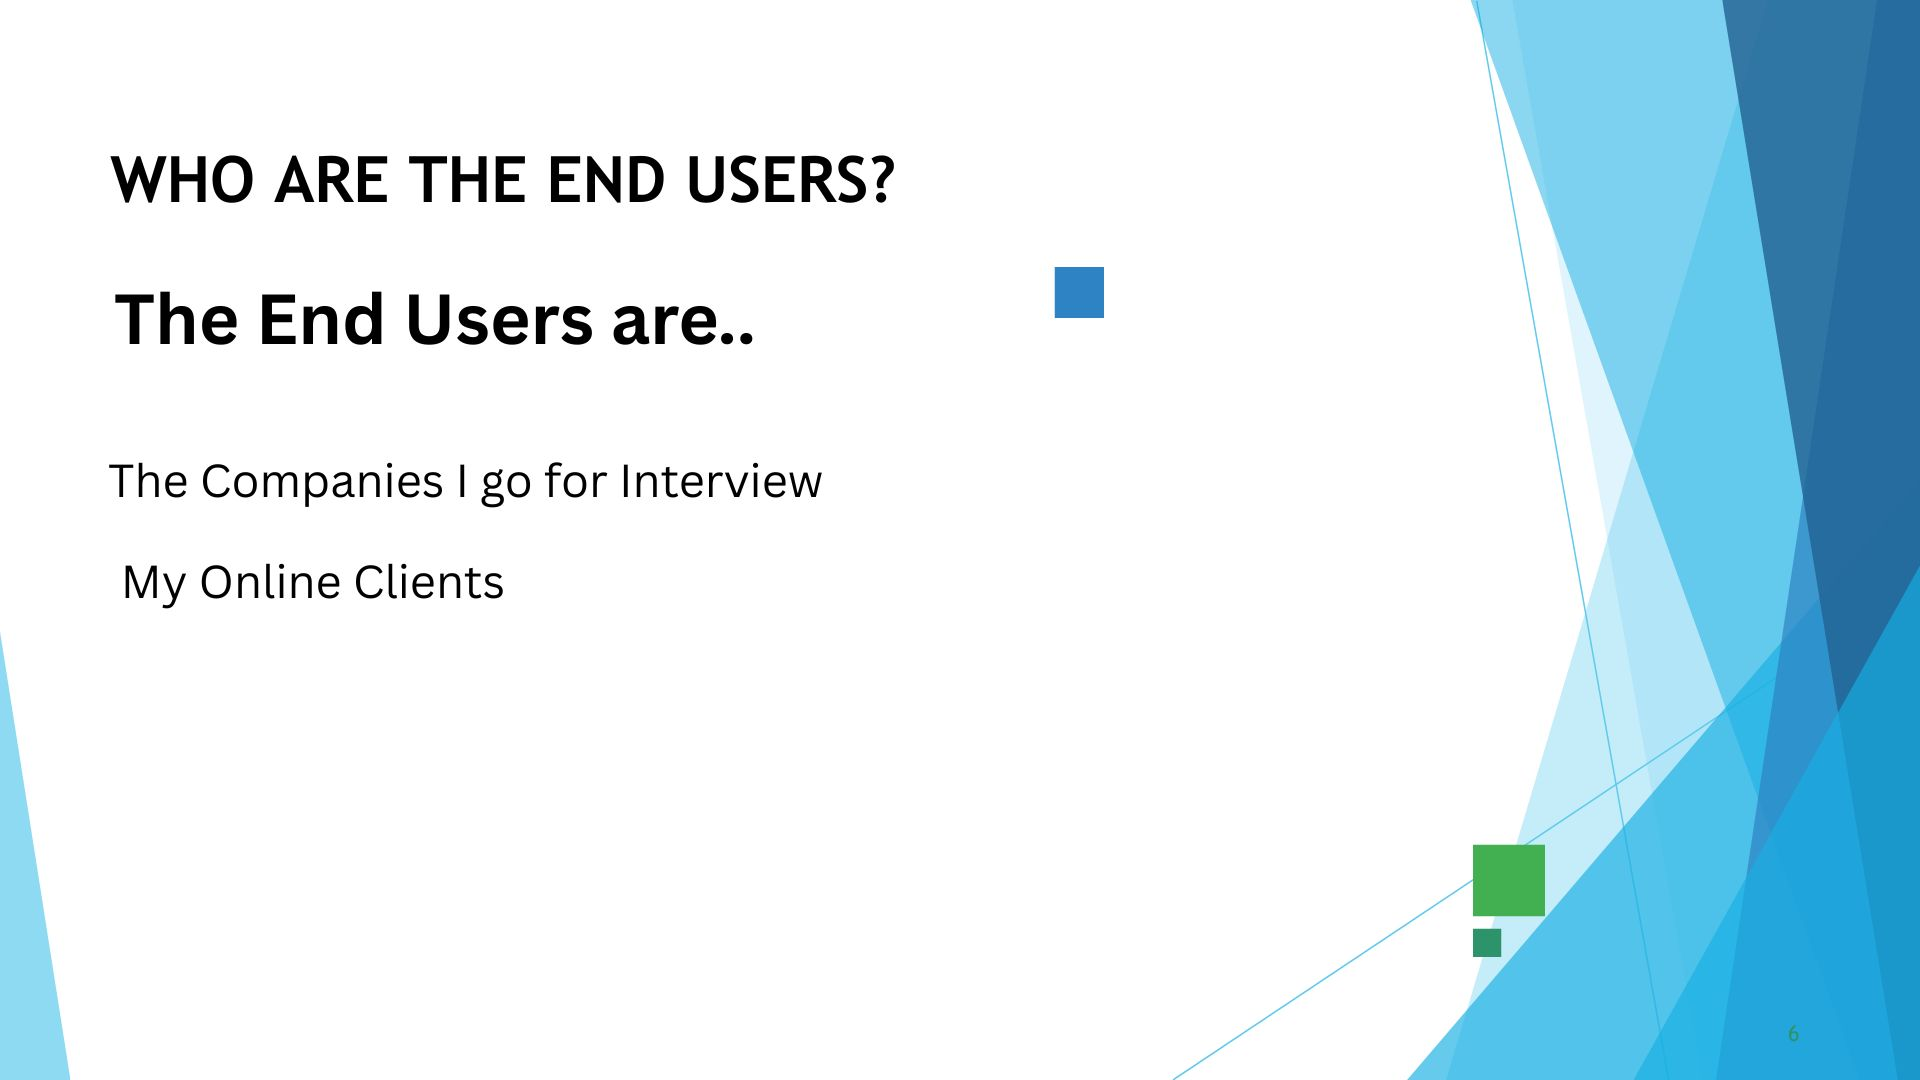 WHO ARE THE END USERS?
The End Users are..
The Companies I go for Interview
My Online Clients
6